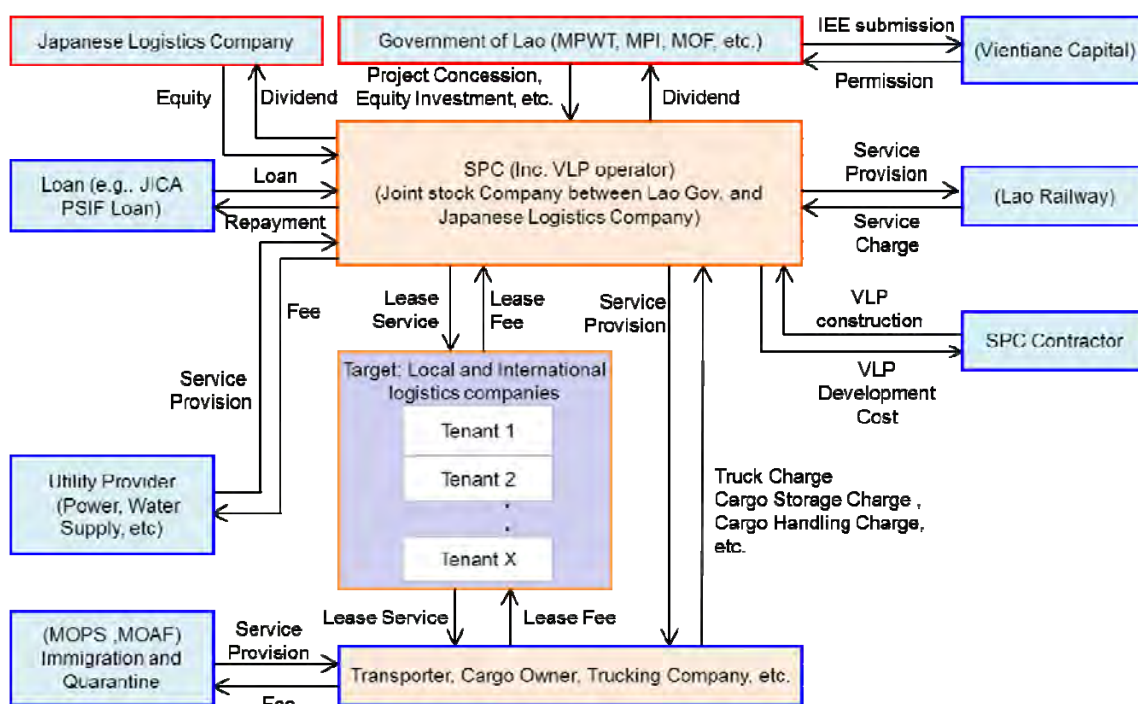 Japanese Logistics Company
Government of Lao (MPWT, MPI, MOF, etc.)
IEE submission
Permission
(Vientiane Capital)
Equity
Dividend
Project Concession,
Equity Investment, etc.
Dividend
Loan (e.g.. JICA
PSIF Loan)
Loan
Repayment
SPC (Inc. VLP operator)
(Joint stock Company between Lao Gov. and
Japanese Logistics Company)
Service
Provision
Service
Charge
(Lao Railway)
Fee
Lease
Service
Lease
Fee
Service
Provision
VLP
construction
VLP
Development
Cost
SPC Contractor
Service
Provision
Target: Local and International
logistics companies
Tenant 1
Tenant 2
.
.
Tenant X
Truck Charge
Cargo Storage Charge ,
Cargo Handling Charge,
etc.
Utility Provider
(Power, Water
Supply, etc)
Lease Service
Lease Fee
(MOPS ,MOAF)
Immigration and
Quarantine
Service
Provision
Fee
Transporter, Cargo Owner, Trucking Company, etc.